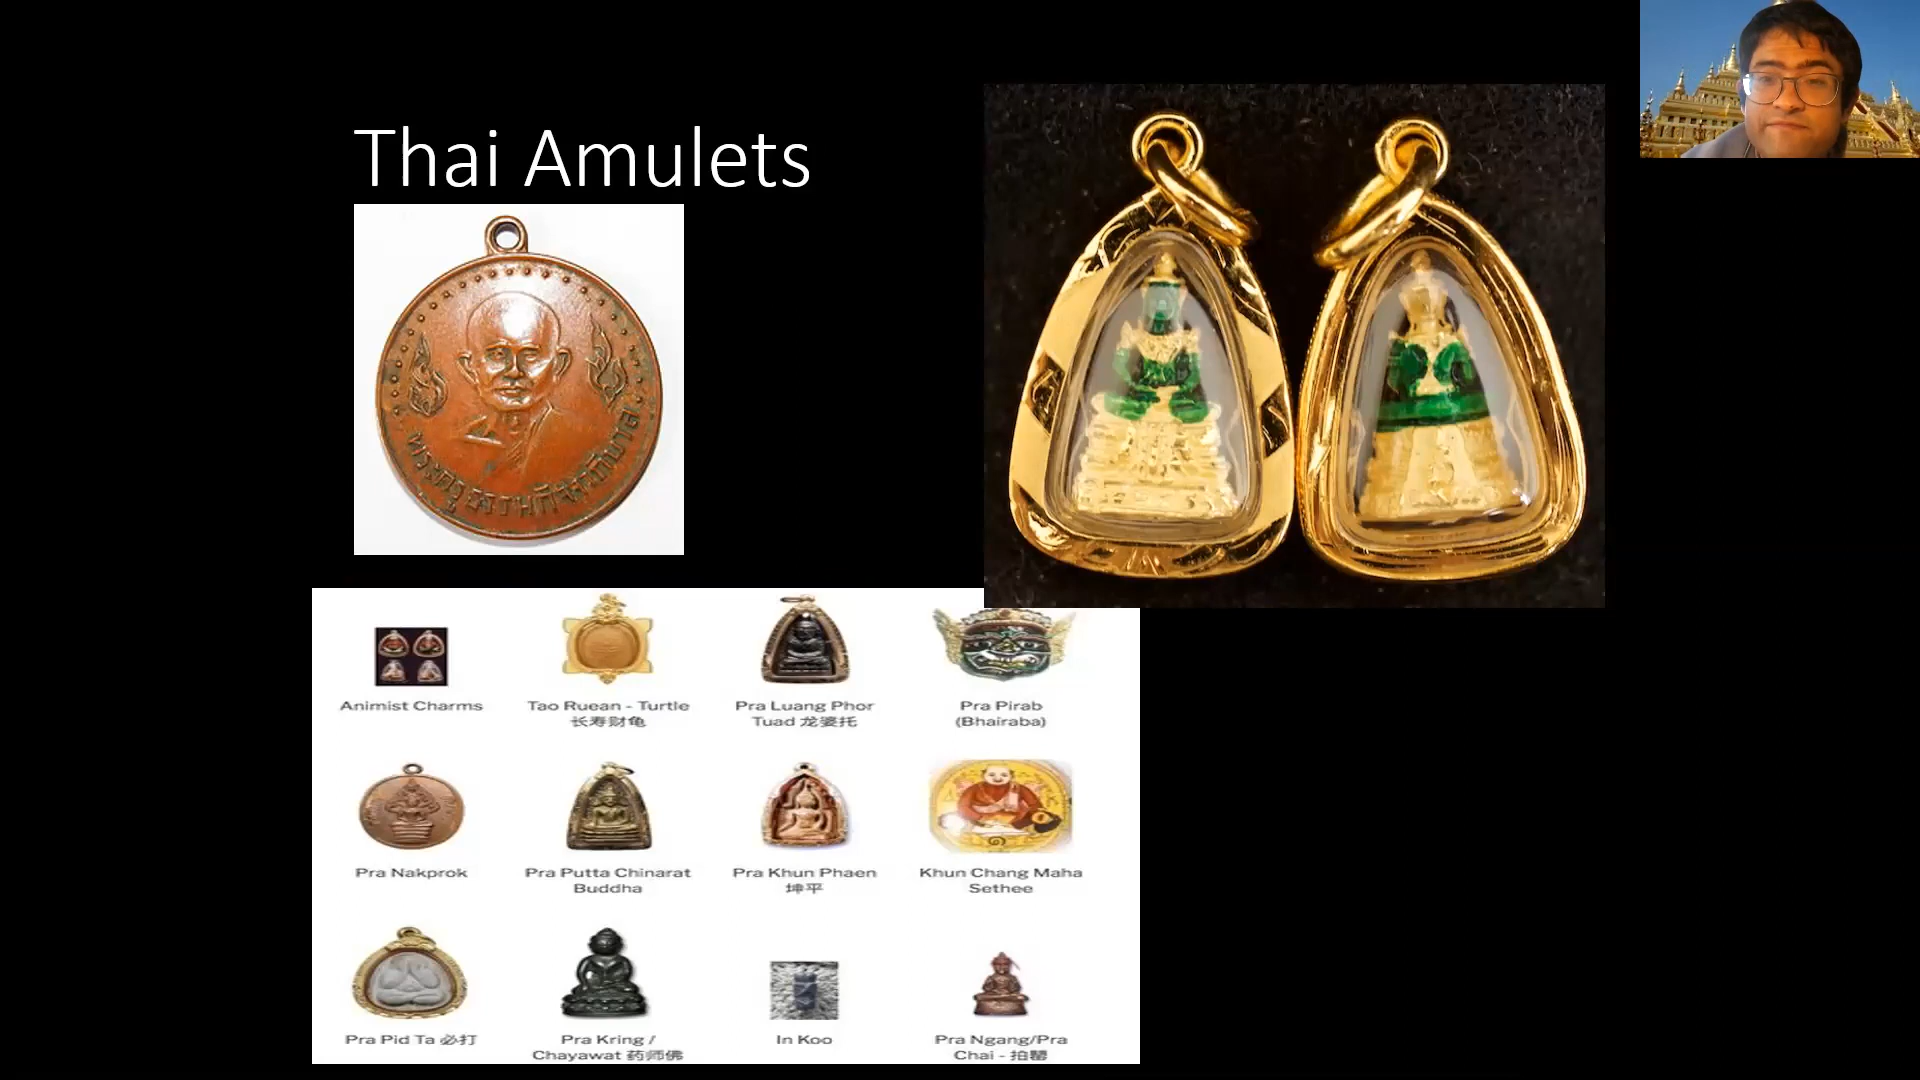 Thai Amulets
Animist Charms
Tao Ruean - Turtle
长寿财龟
Pra Luang Phor
Tuad 龙婆托
Pra Pirab
(Bhairaba)
Pra Nakprok
Pra Putta Chinarat
Buddha
Pra Khun Phaen
坤平
Khun Chang Maha
Sethee
Pra Pid Ta 必打
Pra Kring /
Chayawat 药师佛
In Koo
Pra Ngang/Pra
Chai - 拍罂